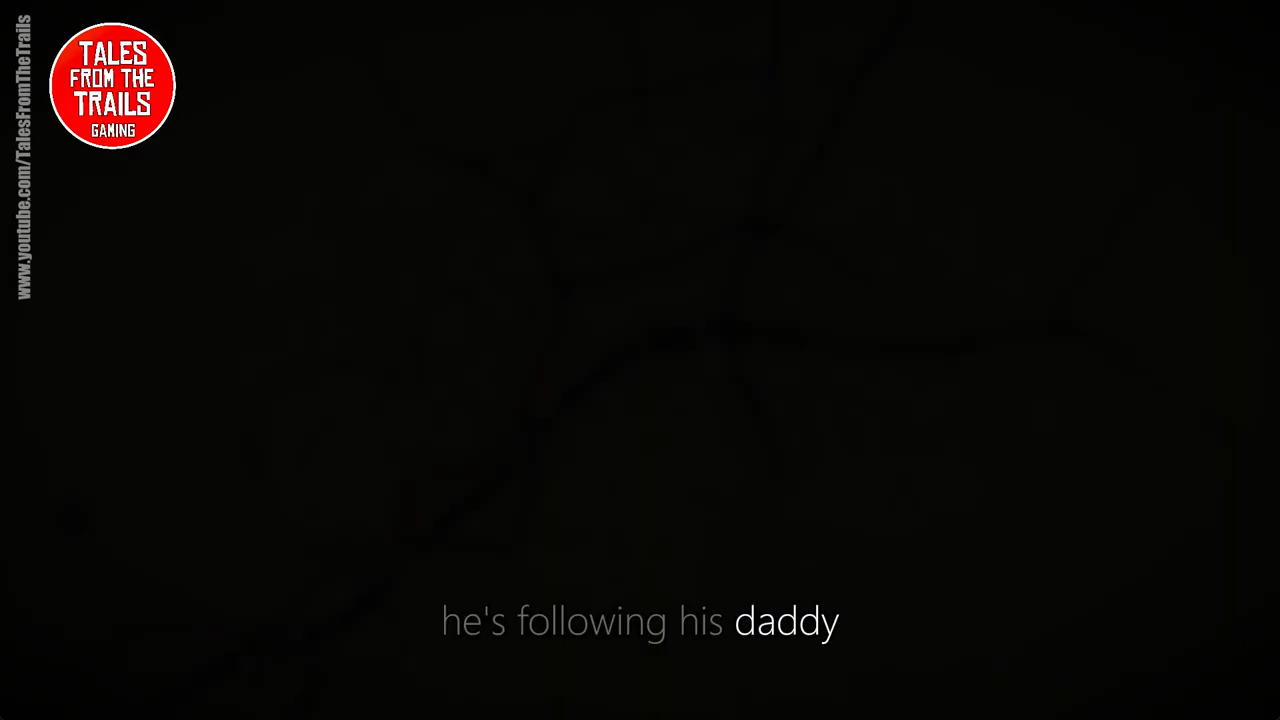 www.youtube.com/TalesFromTheTrails
TALES
FROM THE
TRAILS
GAMING
he's following his daddy